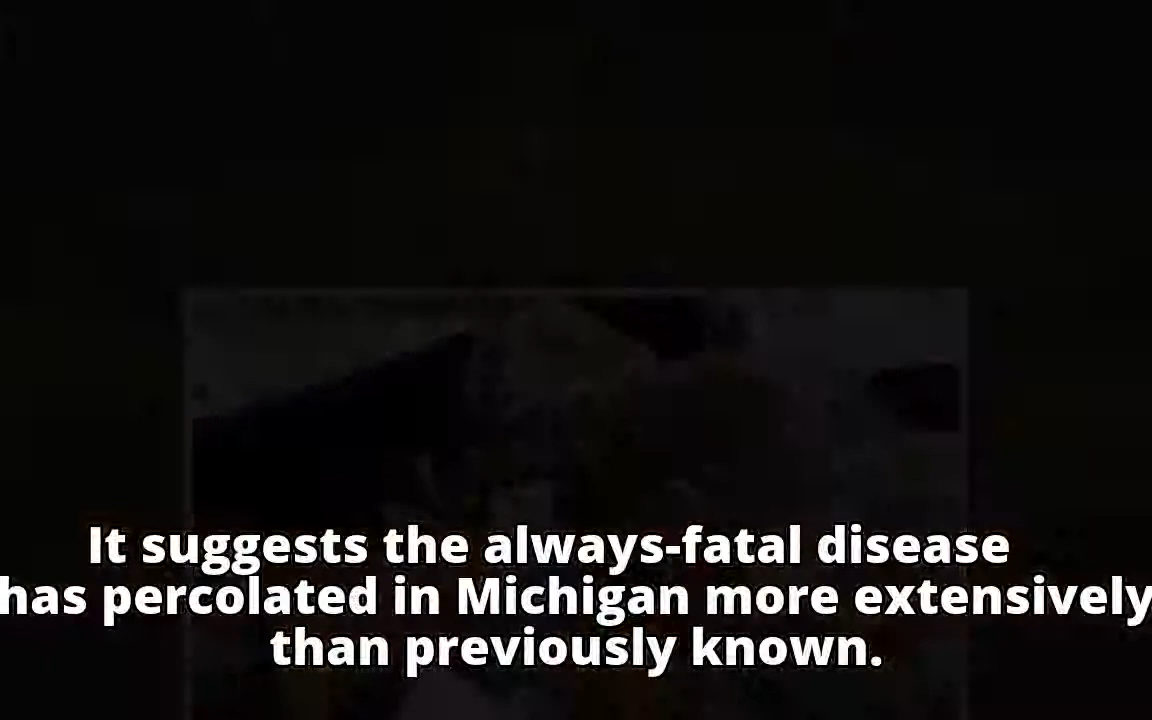 It suggests the always-fatal disease
has percolated in Michigan more extensively
than previously known.